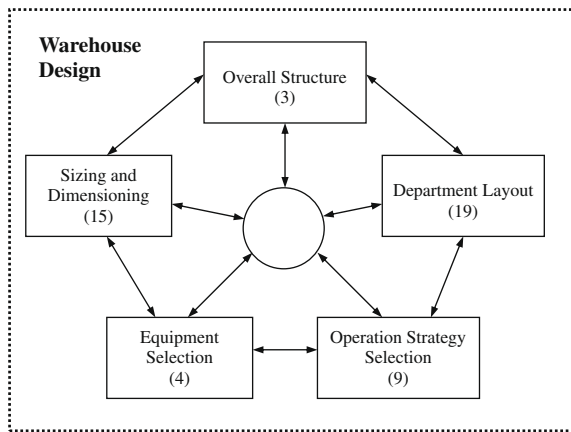 Warehouse
Design
Overall Structure
(3)
Sizing and
Dimensioning
(15)
Department Layout
(19)
Equipment
Selection
(4)
Operation Strategy
Selection
(9)